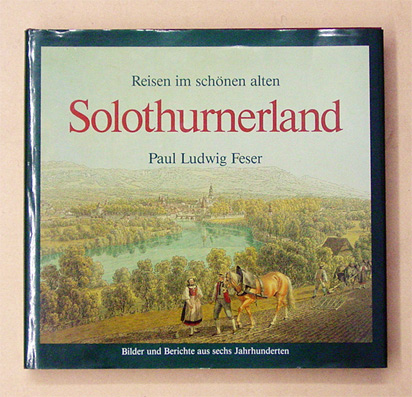 Reisen im schönen alten
Solothurnerland
Paul Ludwig Feser
Bilder und Berichte aus sechs Jahrhunderten